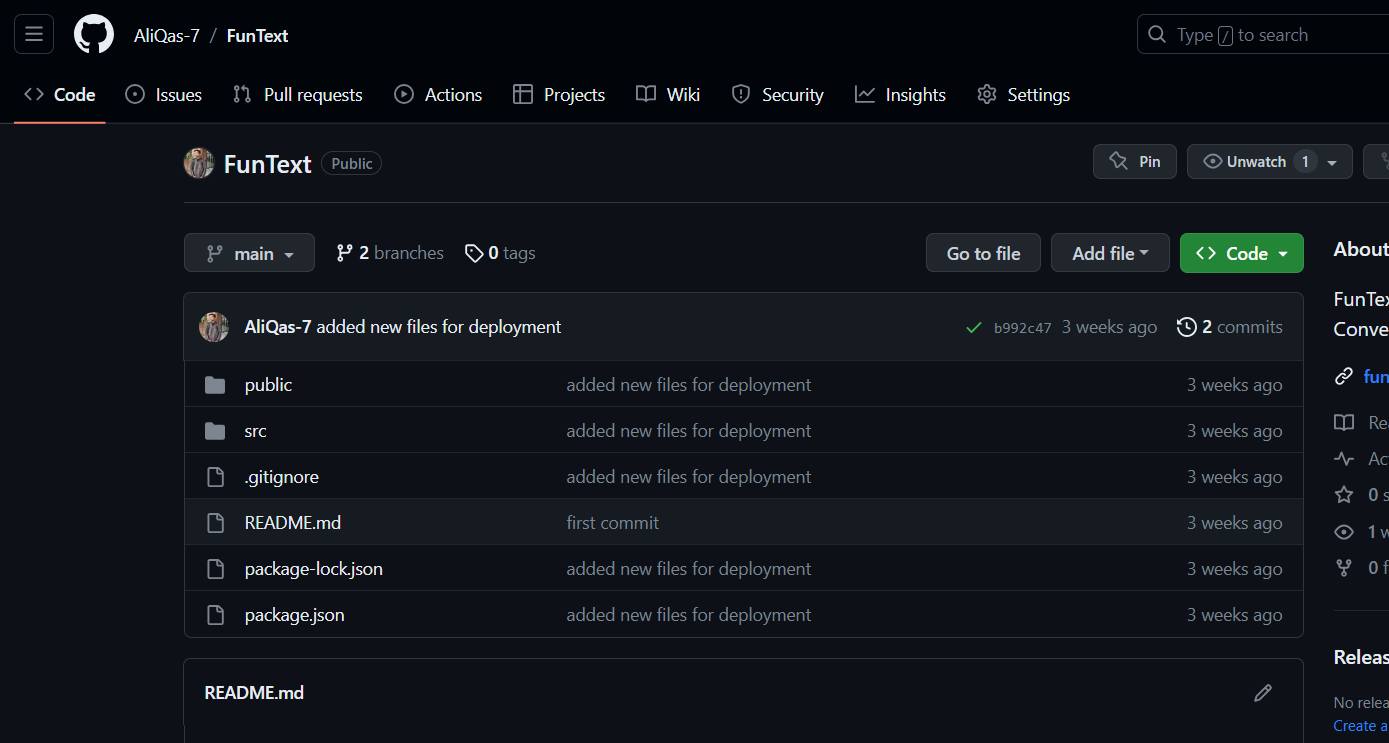 AliQas-7 / FunText
Type / to search
Code Issues Pull requests Actions Projects Wiki Security Insights Settings
FunText Public
Pin Unwatch 1
main 2 branches 0 tags Go to file Add file Code
AliQas-7 added new files for deployment b992c47 3 weeks ago 2 commits
public added new files for deployment 3 weeks ago
src added new files for deployment 3 weeks ago
.gitignore added new files for deployment 3 weeks ago
README.md first commit 3 weeks ago
package-lock.json added new files for deployment 3 weeks ago
package.json added new files for deployment 3 weeks ago
README.md
About
FunTex
Conve
fun
Rea
Ac
0 s
1 w
0 f
Releas
No relea
Create a